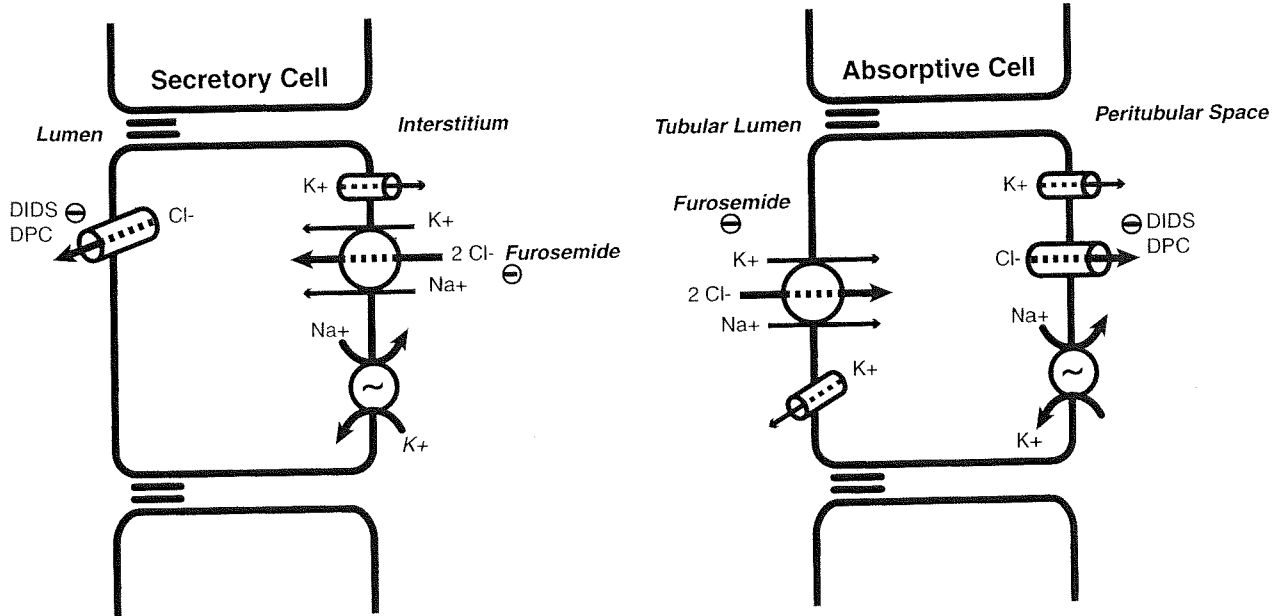 Secretory Cell
Lumen
Interstitium
K+
DIDS ⊖
DPC
Cl-
K+
2 Cl- Furosemide
⊖
Na+
Na+
~
K+
Absorptive Cell
Tubular Lumen
Peritubular Space
K+
Furosemide
⊖
⊖ DIDS
DPC
K+
Cl-
2 Cl-
Na+
Na+
K+
~
K+